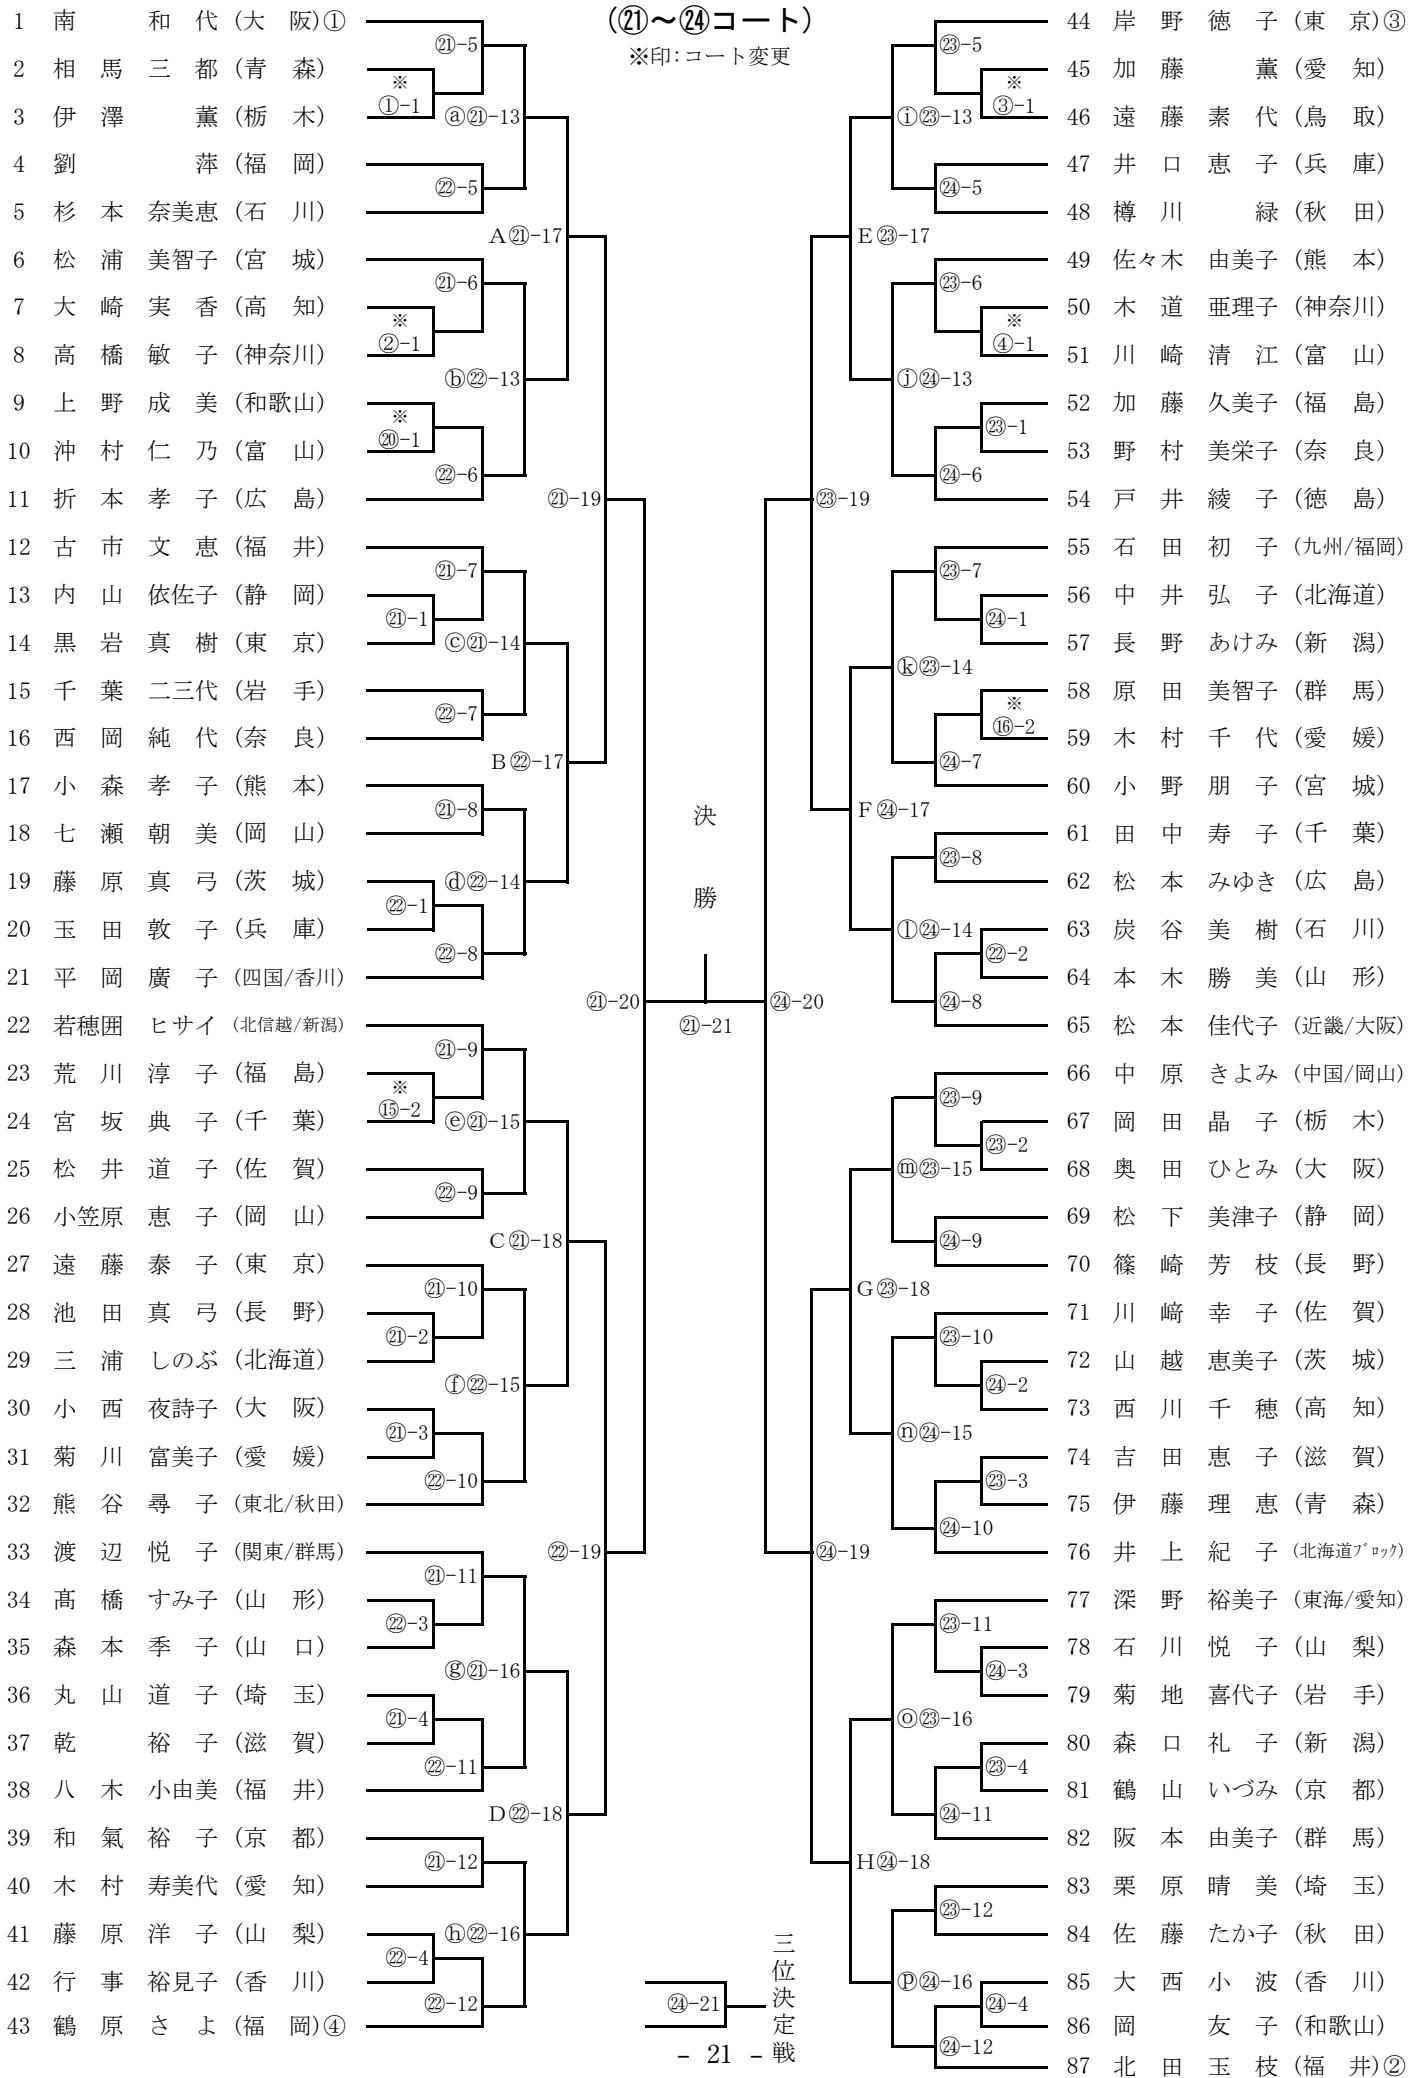 (㉑～㉔コート)
※印:コート変更
1 南 和 代 (大 阪)①
2 相 馬 三 都 (青 森)
3 伊 澤 薫 (栃 木)
4 劉 萍 (福 岡)
5 杉 本 奈美恵 (石 川)
6 松 浦 美智子 (宮 城)
7 大 崎 実 香 (高 知)
8 高 橋 敏 子 (神奈川)
9 上 野 成 美 (和歌山)
10 沖 村 仁 乃 (富 山)
11 折 本 孝 子 (広 島)
12 古 市 文 恵 (福 井)
13 内 山 依佐子 (静 岡)
14 黒 岩 真 樹 (東 京)
15 千 葉 二三代 (岩 手)
16 西 岡 純 代 (奈 良)
17 小 森 孝 子 (熊 本)
18 七 瀬 朝 美 (岡 山)
19 藤 原 真 弓 (茨 城)
20 玉 田 敦 子 (兵 庫)
21 平 岡 廣 子 (四国/香川)
22 若穂囲 ヒサイ (北信越/新潟)
23 荒 川 淳 子 (福 島)
24 宮 坂 典 子 (千 葉)
25 松 井 道 子 (佐 賀)
26 小笠原 恵 子 (岡 山)
27 遠 藤 泰 子 (東 京)
28 池 田 真 弓 (長 野)
29 三 浦 しのぶ (北海道)
30 小 西 夜詩子 (大 阪)
31 菊 川 富美子 (愛 媛)
32 熊 谷 尋 子 (東北/秋田)
33 渡 辺 悦 子 (関東/群馬)
34 髙 橋 すみ子 (山 形)
35 森 本 季 子 (山 口)
36 丸 山 道 子 (埼 玉)
37 乾 裕 子 (滋 賀)
38 八 木 小由美 (福 井)
39 和 氣 裕 子 (京 都)
40 木 村 寿美代 (愛 知)
41 藤 原 洋 子 (山 梨)
42 行 事 裕見子 (香 川)
43 鶴 原 さ よ (福 岡)④
※
①-1
※
②-1
※
⑳-1
㉑-1
㉒-1
※
⑮-2
㉑-2
㉑-3
㉒-3
㉑-4
㉒-4
㉑-5
㉒-5
㉑-6
㉒-6
㉑-7
㉒-7
㉑-8
㉒-8
㉑-9
㉒-9
㉑-10
㉒-10
㉑-11
㉒-11
㉑-12
㉒-12
ⓐ㉑-13
ⓑ㉒-13
ⓒ㉑-14
ⓓ㉒-14
ⓔ㉑-15
ⓕ㉒-15
ⓖ㉑-16
ⓗ㉒-16
A㉑-17
B㉒-17
C㉑-18
D㉒-18
㉑-19
㉒-19
㉑-20
決勝
㉑-21
㉔-20
㉓-19
㉔-19
E㉓-17
F㉔-17
G㉓-18
H㉔-18
ⓘ㉓-13
ⓙ㉔-13
ⓚ㉓-14
ⓛ㉔-14
ⓜ㉓-15
ⓝ㉔-15
ⓞ㉓-16
ⓟ㉔-16
㉓-5
㉔-5
㉓-6
㉔-6
㉓-7
㉔-7
㉓-8
㉔-8
㉓-9
㉔-9
㉓-10
㉔-10
㉓-11
㉔-11
㉓-12
㉔-12
※
③-1
※
④-1
㉓-1
㉔-1
※
⑯-2
㉒-2
㉓-2
㉔-2
㉓-3
㉔-3
㉓-4
㉔-4
44 岸 野 徳 子 (東 京)③
45 加 藤 薫 (愛 知)
46 遠 藤 素 代 (鳥 取)
47 井 口 恵 子 (兵 庫)
48 樽 川 緑 (秋 田)
49 佐々木 由美子 (熊 本)
50 木 道 亜理子 (神奈川)
51 川 崎 清 江 (富 山)
52 加 藤 久美子 (福 島)
53 野 村 美栄子 (奈 良)
54 戸 井 綾 子 (徳 島)
55 石 田 初 子 (九州/福岡)
56 中 井 弘 子 (北海道)
57 長 野 あけみ (新 潟)
58 原 田 美智子 (群 馬)
59 木 村 千 代 (愛 媛)
60 小 野 朋 子 (宮 城)
61 田 中 寿 子 (千 葉)
62 松 本 みゆき (広 島)
63 炭 谷 美 樹 (石 川)
64 本 木 勝 美 (山 形)
65 松 本 佳代子 (近畿/大阪)
66 中 原 きよみ (中国/岡山)
67 岡 田 晶 子 (栃 木)
68 奥 田 ひとみ (大 阪)
69 松 下 美津子 (静 岡)
70 篠 崎 芳 枝 (長 野)
71 川 﨑 幸 子 (佐 賀)
72 山 越 恵美子 (茨 城)
73 西 川 千 穂 (高 知)
74 吉 田 恵 子 (滋 賀)
75 伊 藤 理 恵 (青 森)
76 井 上 紀 子 (北海道ﾌﾞﾛｯｸ)
77 深 野 裕美子 (東海/愛知)
78 石 川 悦 子 (山 梨)
79 菊 地 喜代子 (岩 手)
80 森 口 礼 子 (新 潟)
81 鶴 山 いづみ (京 都)
82 阪 本 由美子 (群 馬)
83 栗 原 晴 美 (埼 玉)
84 佐 藤 たか子 (秋 田)
85 大 西 小 波 (香 川)
86 岡 友 子 (和歌山)
87 北 田 玉 枝 (福 井)②
㉔-21
三位決定戦
- 21 -